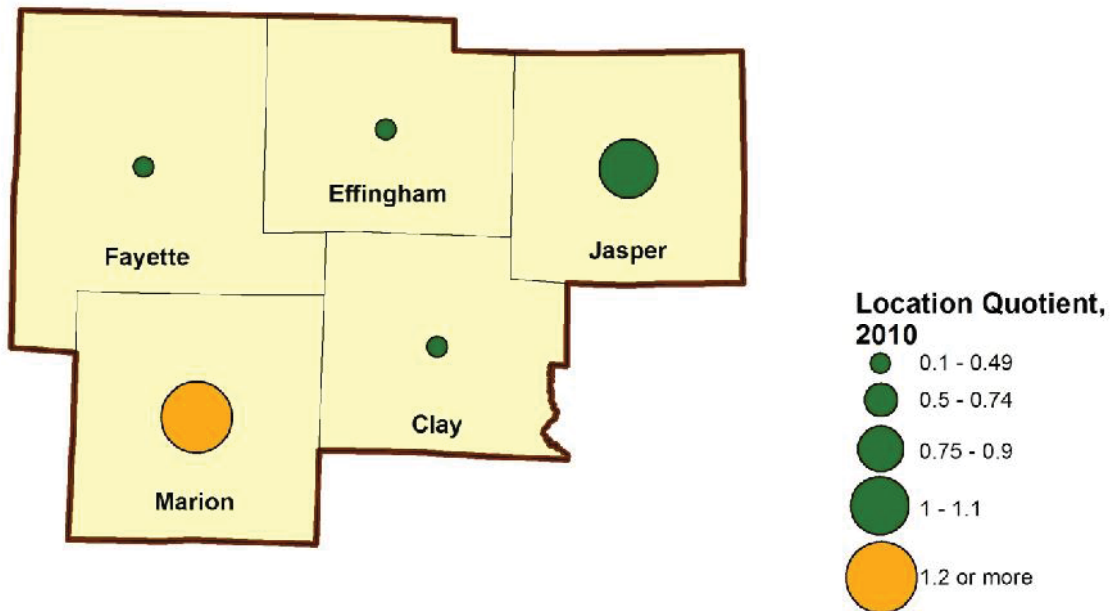 Effingham
Fayette
Jasper
Clay
Marion
Location Quotient,
2010
0.1 - 0.49
0.5 - 0.74
0.75 - 0.9
1 - 1.1
1.2 or more